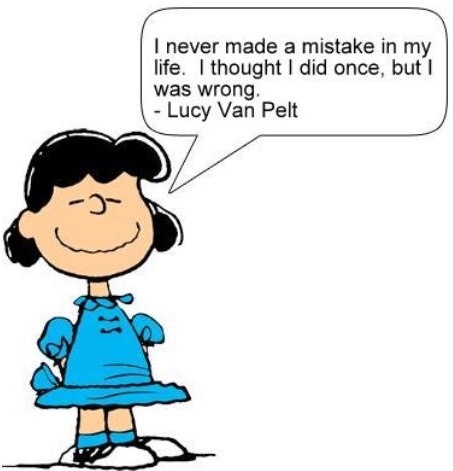 I never made a mistake in my
life.  I thought I did once, but I
was wrong.
- Lucy Van Pelt